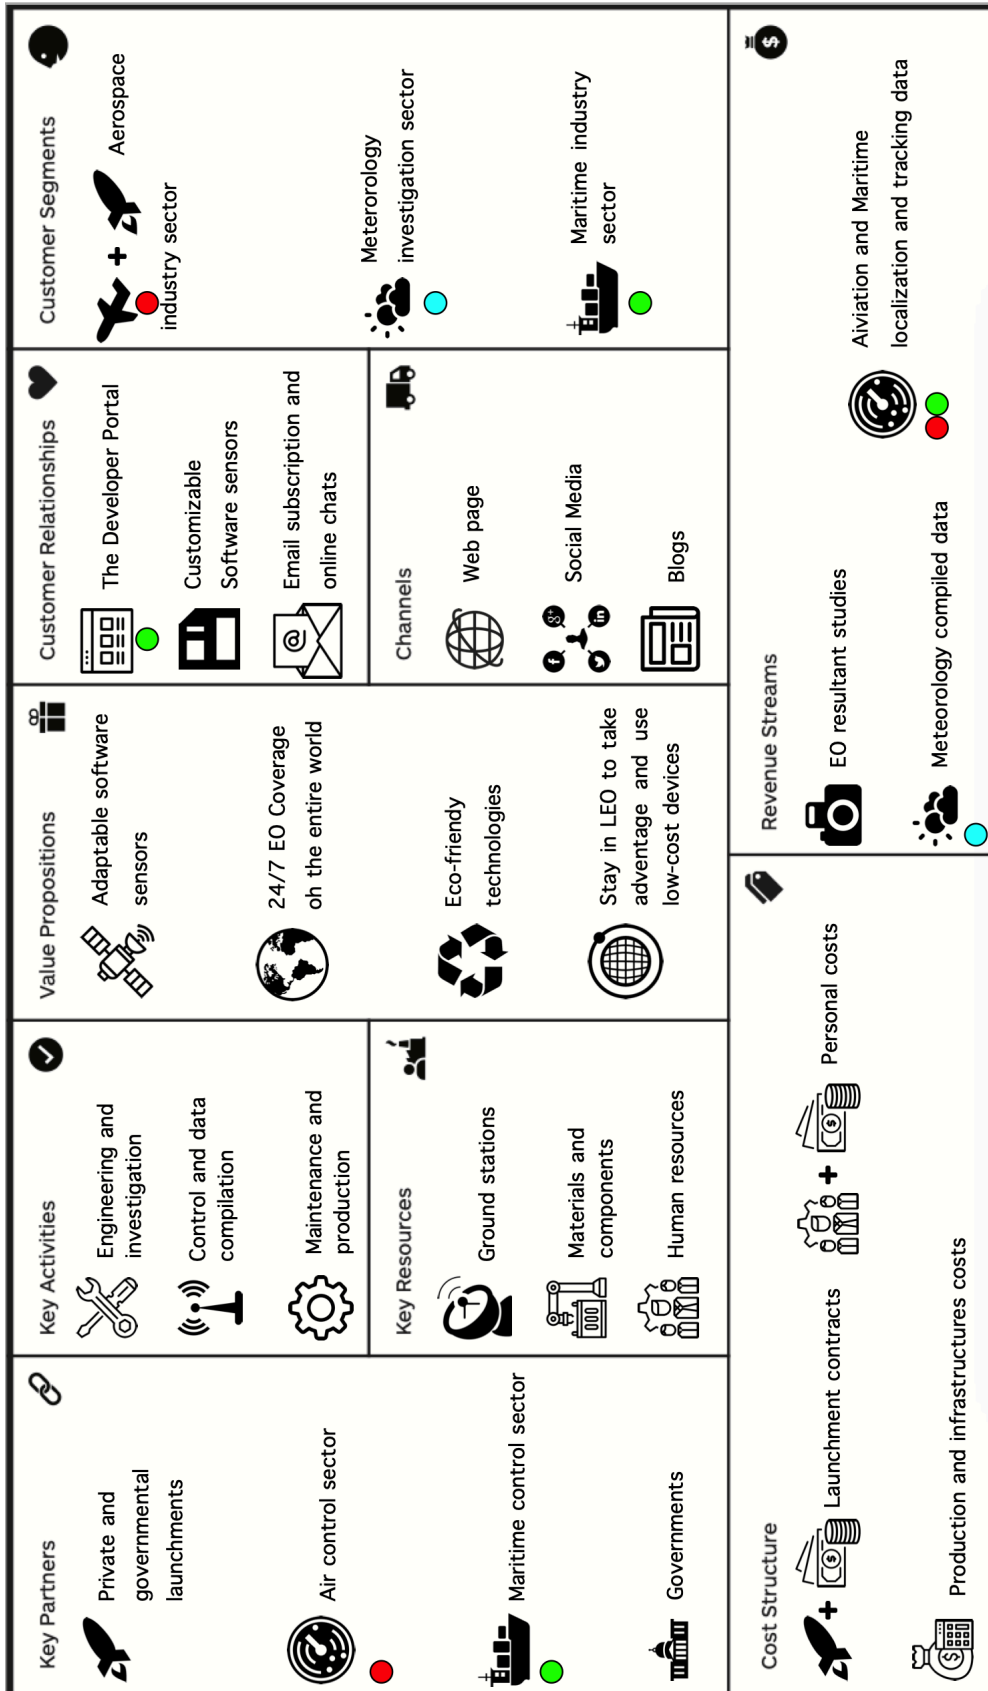 Key Partners
Private and
governmental
launchments
Air control sector
Maritime control sector
Governments
Key Activities
Engineering and
investigation
Control and data
compilation
Maintenance and
production
Key Resources
Ground stations
Materials and
components
Human resources
Value Propositions
Adaptable software
sensors
24/7 EO Coverage
oh the entire world
Eco-friendy
technologies
Stay in LEO to take
advantage and use
low-cost devices
Customer Relationships
The Developer Portal
Customizable
Software sensors
@
Email subscription and
online chats
Channels
Web page
f
g+
in
Social Media
Blogs
Customer Segments
+
Aerospace
industry sector
Meterorology
investigation sector
Maritime industry
sector
Cost Structure
+
$
Launchment contracts
+
$
Personal costs
$
Production and infrastructures costs
Revenue Streams
$
EO resultant studies
Aiviation and Maritime
localization and tracking data
Meteorology compiled data